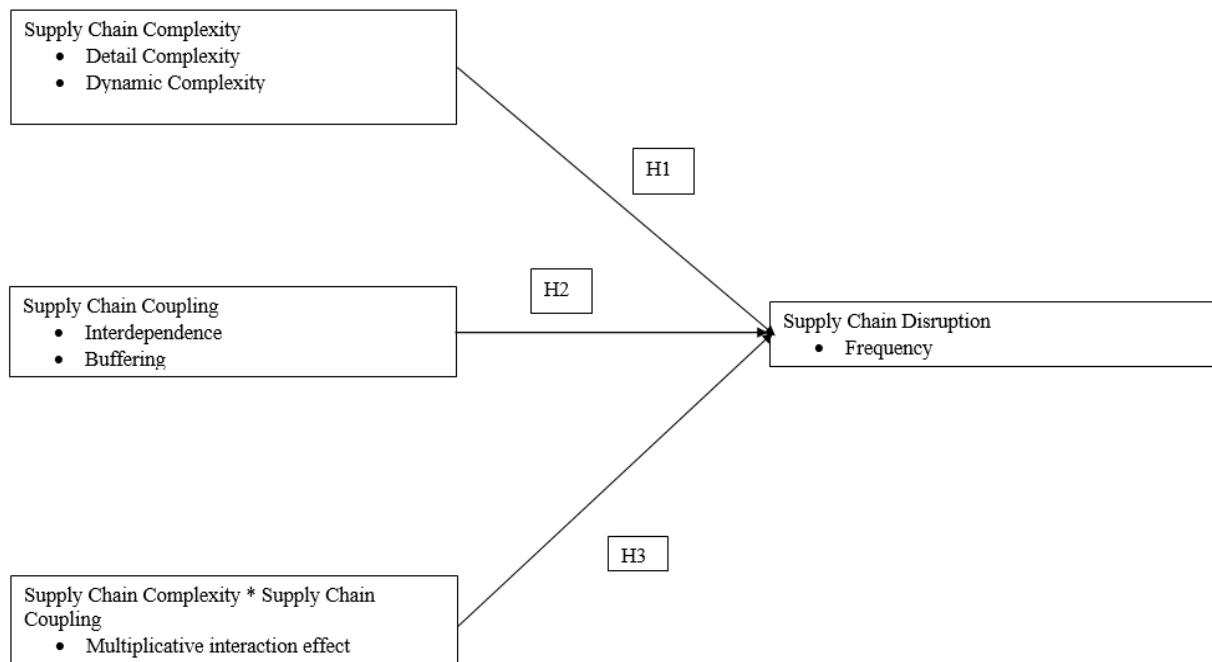 Supply Chain Complexity
• Detail Complexity
• Dynamic Complexity
H1
Supply Chain Coupling
• Interdependence
• Buffering
H2
Supply Chain Disruption
• Frequency
H3
Supply Chain Complexity * Supply Chain
Coupling
• Multiplicative interaction effect